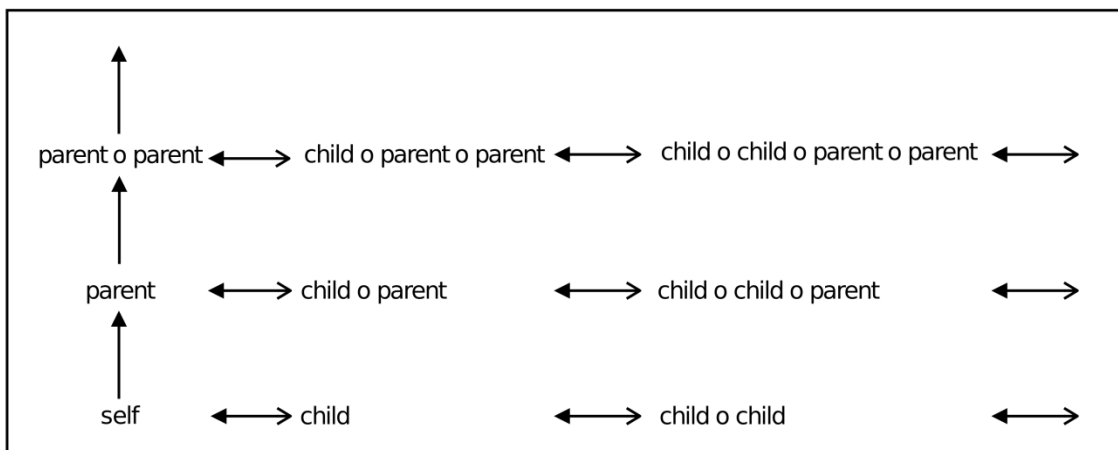 parent o parent child o parent o parent child o child o parent o parent
parent child o parent child o child o parent
self child child o child